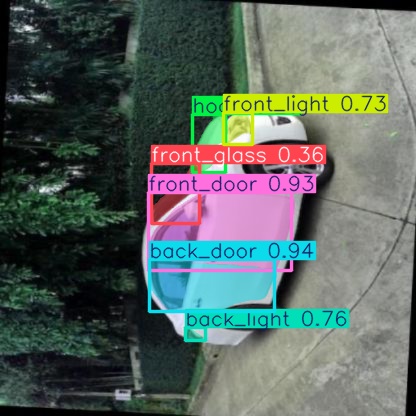 front_light 0.73
front_glass 0.36
front_door 0.93
back_door 0.94
back_light 0.76